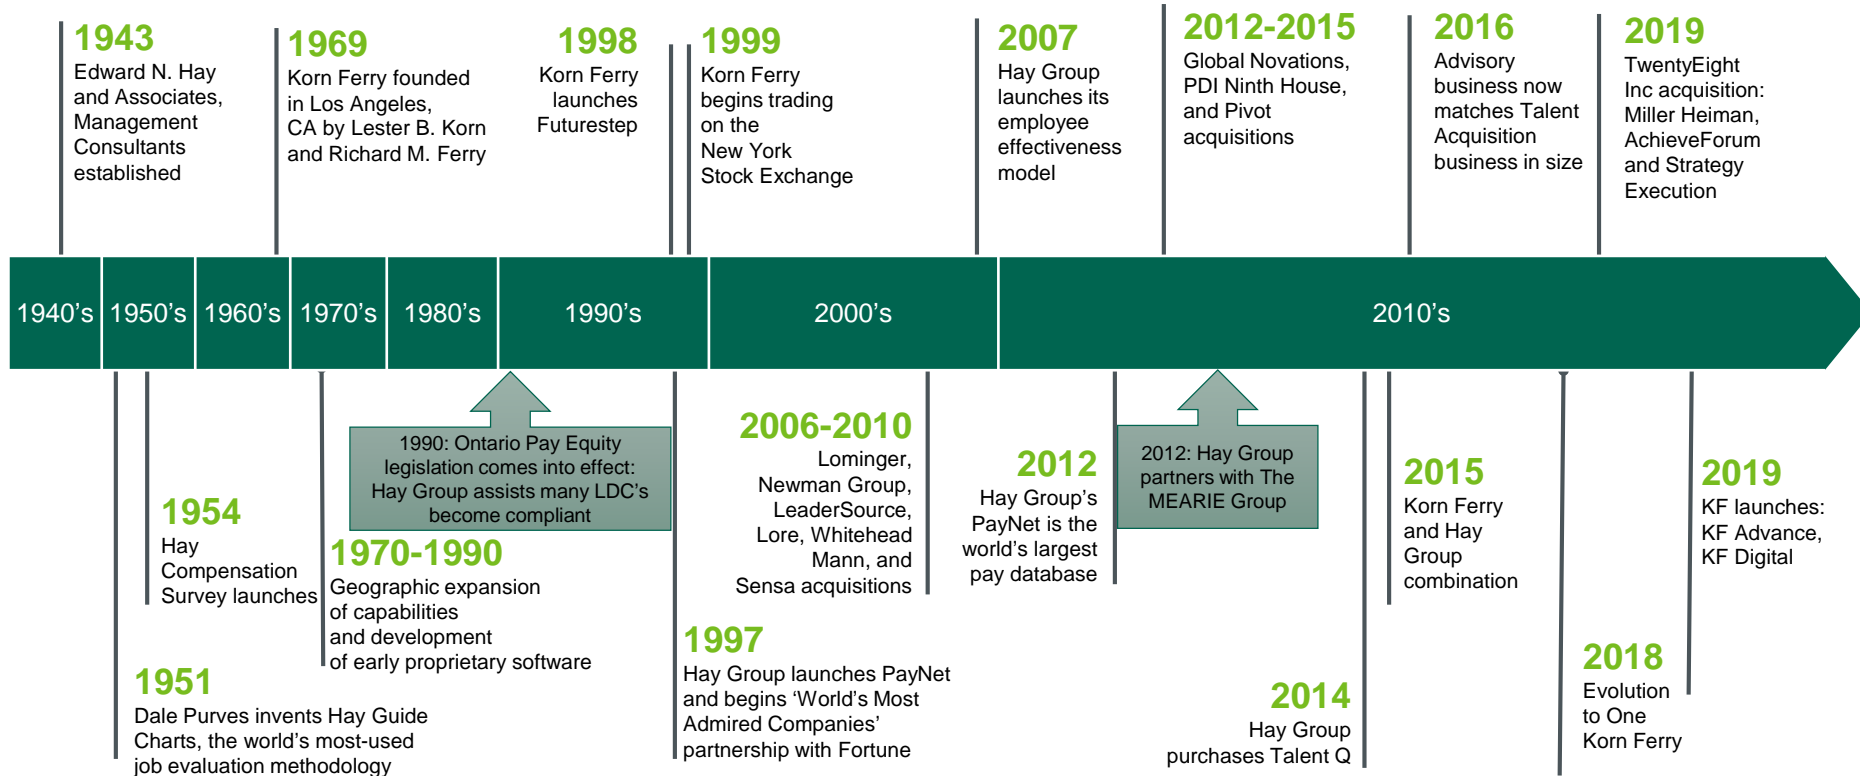 1943
Edward N. Hay
and Associates,
Management
Consultants
established
1969
Korn Ferry founded
in Los Angeles,
CA by Lester B. Korn
and Richard M. Ferry
1998
Korn Ferry
launches
Futurestep
1999
Korn Ferry
begins trading
on the
New York
Stock Exchange
2007
Hay Group
launches its
employee
effectiveness
model
2012-2015
Global Novations,
PDI Ninth House,
and Pivot
acquisitions
2016
Advisory
business now
matches Talent
Acquisition
business in size
2019
TwentyEight
Inc acquisition:
Miller Heiman,
AchieveForum
and Strategy
Execution
1940’s
1950’s
1960’s
1970’s
1980’s
1990’s
2000’s
2010’s
1951
Dale Purves invents Hay Guide
Charts, the world’s most-used
job evaluation methodology
1954
Hay
Compensation
Survey launches
1970-1990
Geographic expansion
of capabilities
and development
of early proprietary software
1990: Ontario Pay Equity
legislation comes into effect:
Hay Group assists many LDC’s
become compliant
1997
Hay Group launches PayNet
and begins ‘World’s Most
Admired Companies’
partnership with Fortune
2006-2010
Lominger,
Newman Group,
LeaderSource,
Lore, Whitehead
Mann, and
Sensa acquisitions
2012
Hay Group’s
PayNet is the
world’s largest
pay database
2012: Hay Group
partners with The
MEARIE Group
2014
Hay Group
purchases Talent Q
2015
Korn Ferry
and Hay
Group
combination
2018
Evolution
to One
Korn Ferry
2019
KF launches:
KF Advance,
KF Digital